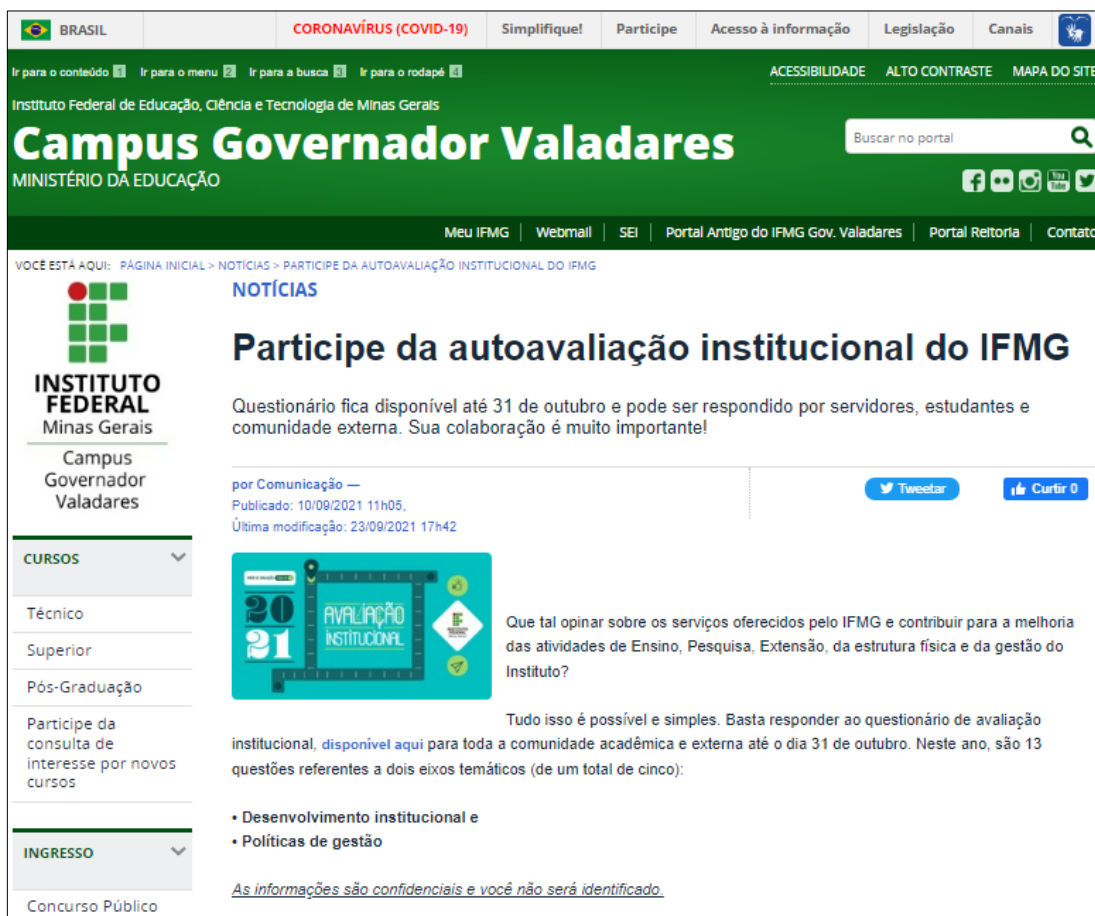 BRASIL
CORONAVÍRUS (COVID-19)
Simplifique!
Participe
Acesso à informação
Legislação
Canais
Ir para o conteúdo 1 Ir para o menu 2 Ir para a busca 3 Ir para o rodapé 4
ACESSIBILIDADE ALTO CONTRASTE MAPA DO SITE
Instituto Federal de Educação, Ciência e Tecnologia de Minas Gerais
Campus Governador Valadares
Buscar no portal
MINISTÉRIO DA EDUCAÇÃO
You Tube
Meu IFMG | Webmail | SEI | Portal Antigo do IFMG Gov. Valadares | Portal Reitoria | Contato
VOCÊ ESTÁ AQUI: PÁGINA INICIAL > NOTÍCIAS > PARTICIPE DA AUTOAVALIAÇÃO INSTITUCIONAL DO IFMG
INSTITUTO
FEDERAL
Minas Gerais
Campus
Governador
Valadares
CURSOS
Técnico
Superior
Pós-Graduação
Participe da
consulta de
interesse por novos
cursos
INGRESSO
Concurso Público
NOTÍCIAS
Participe da autoavaliação institucional do IFMG
Questionário fica disponível até 31 de outubro e pode ser respondido por servidores, estudantes e
comunidade externa. Sua colaboração é muito importante!
por Comunicação —
Publicado: 10/09/2021 11h05,
Última modificação: 23/09/2021 17h42
Tweetar
Curtir 0
2021
AVALIAÇÃO
INSTITUCIONAL
Que tal opinar sobre os serviços oferecidos pelo IFMG e contribuir para a melhoria
das atividades de Ensino, Pesquisa, Extensão, da estrutura física e da gestão do
Instituto?
Tudo isso é possível e simples. Basta responder ao questionário de avaliação
institucional, disponível aqui para toda a comunidade acadêmica e externa até o dia 31 de outubro. Neste ano, são 13
questões referentes a dois eixos temáticos (de um total de cinco):
• Desenvolvimento institucional e
• Políticas de gestão
As informações são confidenciais e você não será identificado.